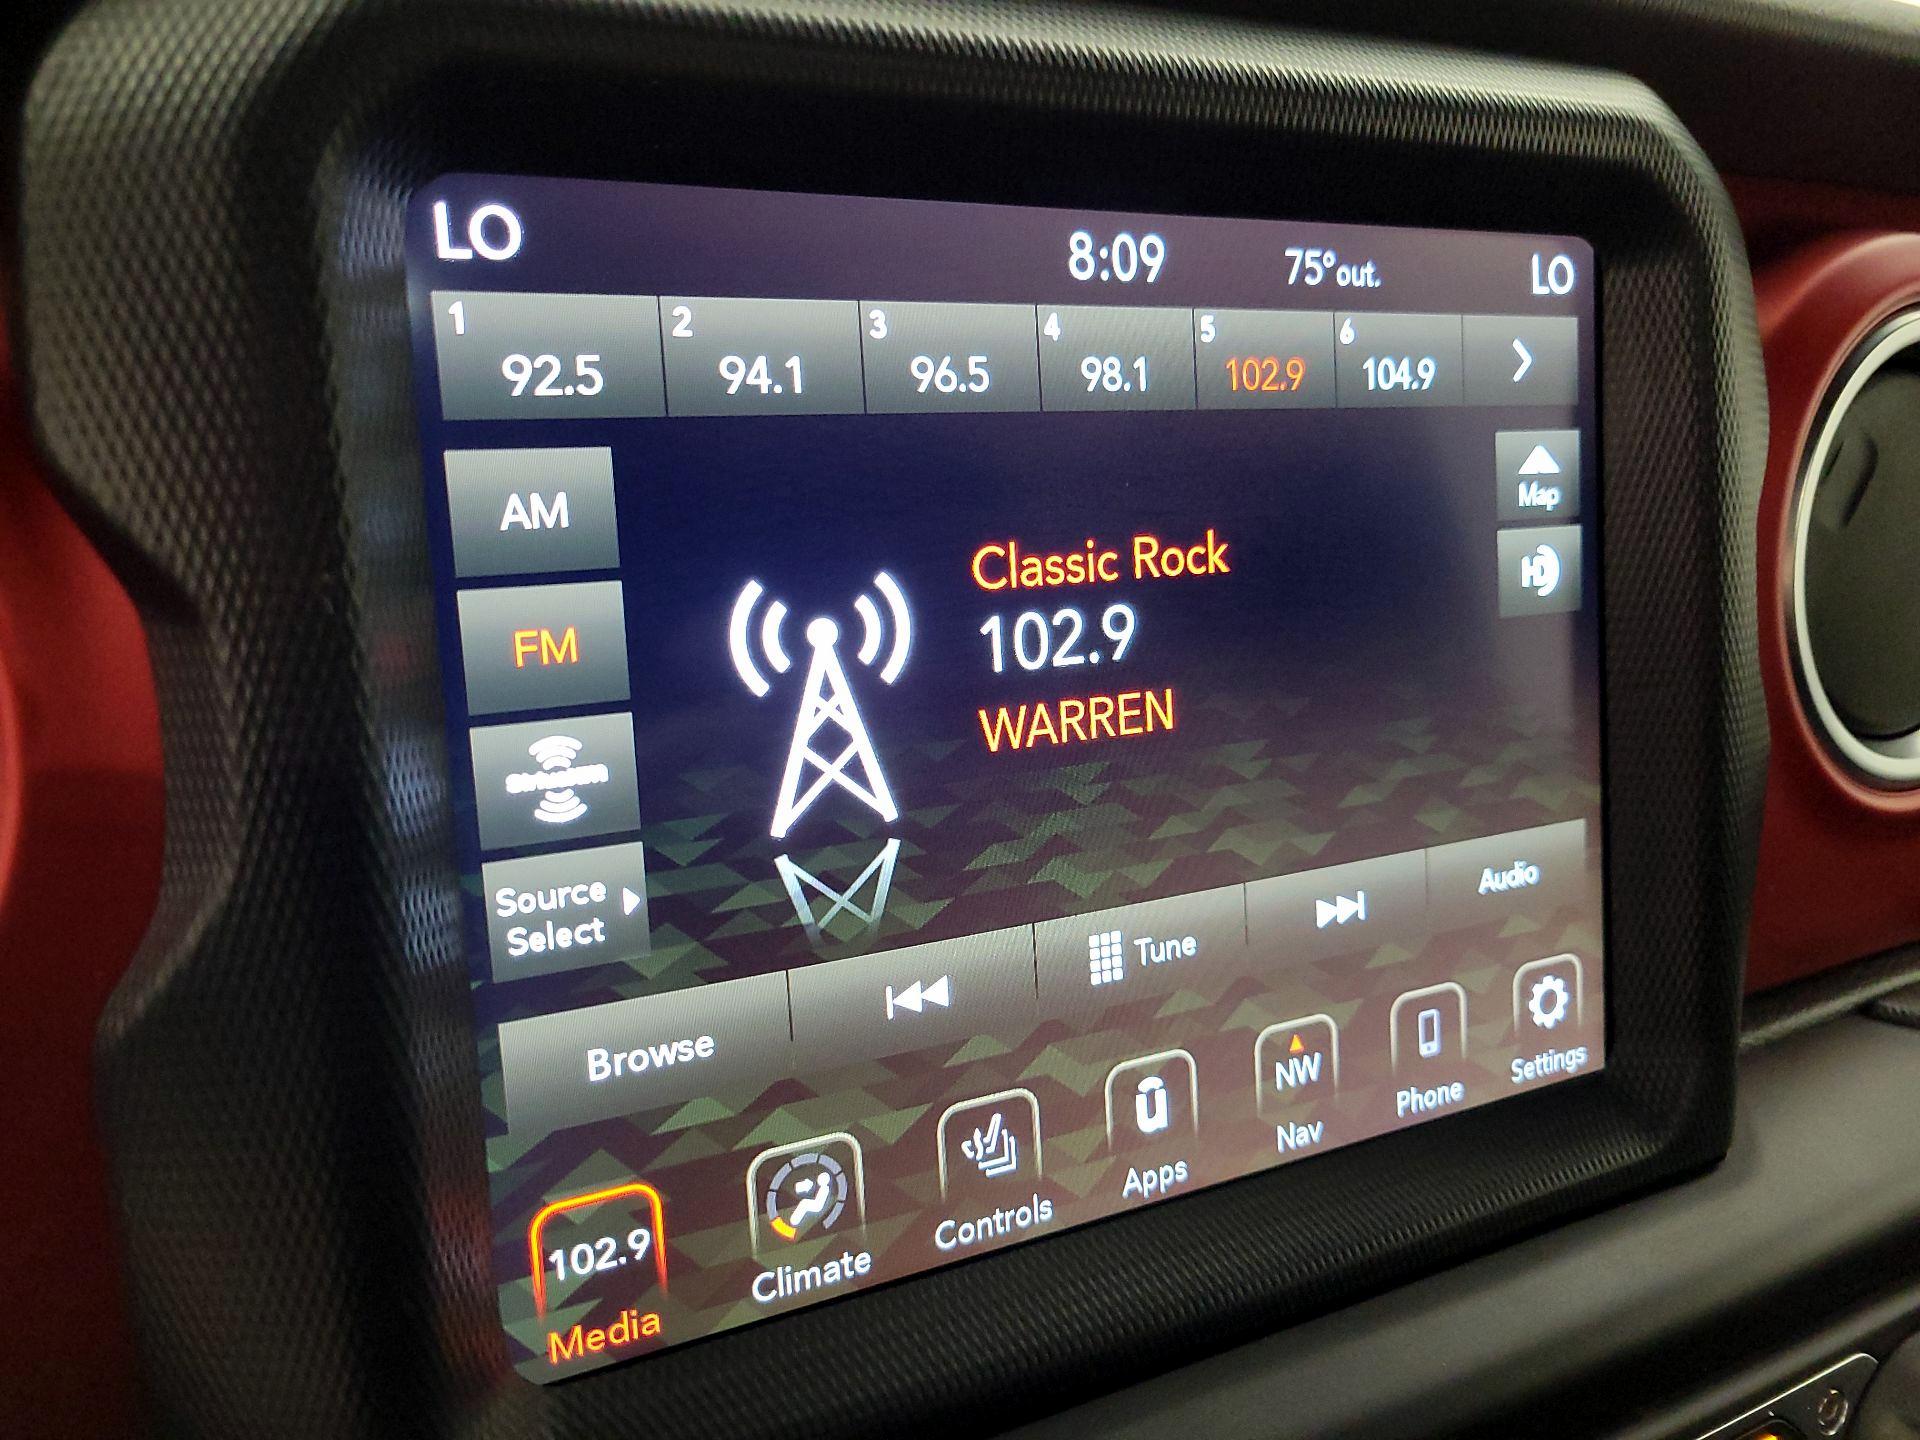 LO 8:09 75°out. LO
1 2 3 4 5 6
92.5 94.1 96.5 98.1 102.9 104.9
AM
FM
SiriusXM
Source
Select
Classic Rock
102.9
WARREN
Map
HD
Browse
Tune
Audio
102.9
Media
Climate
Controls
Apps
NW
Nav
Phone
Settings